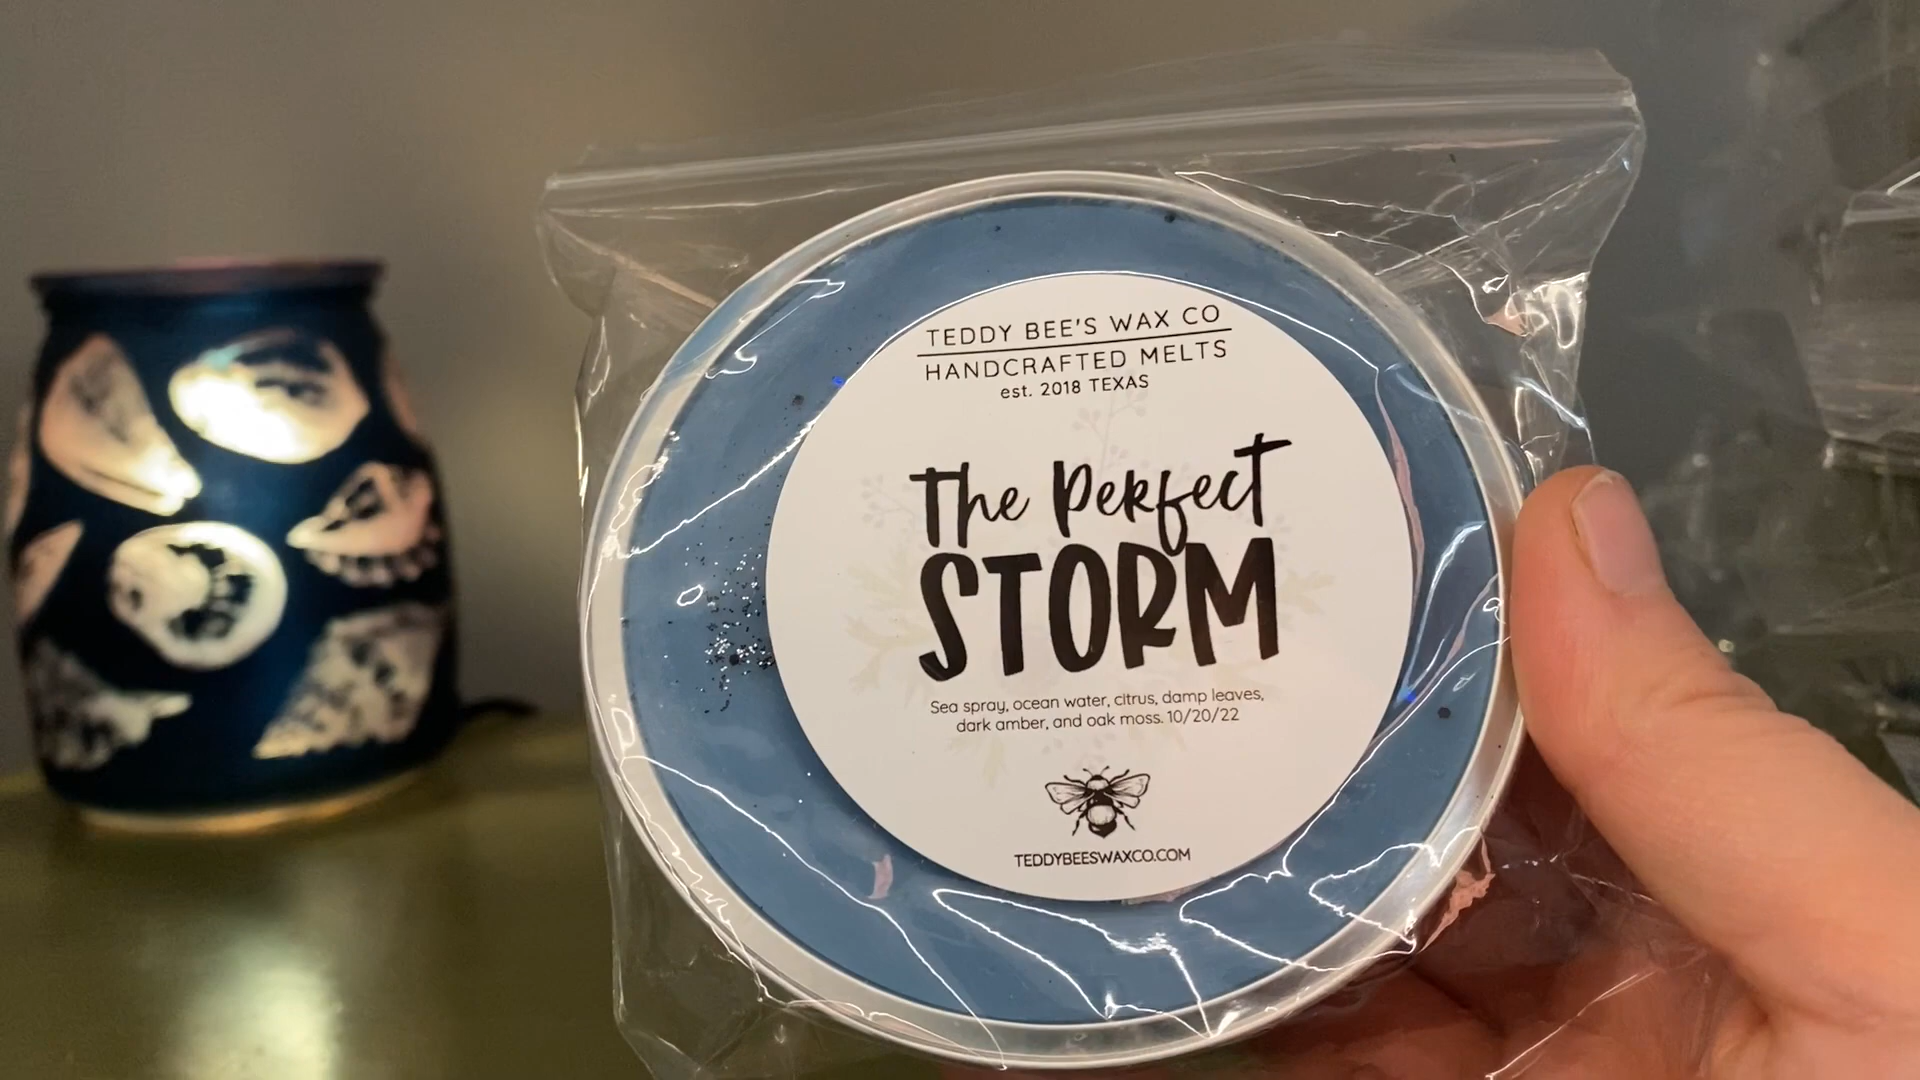 TEDDY BEE'S WAX CO
HANDCRAFTED MELTS
est. 2018 TEXAS
The Perfect
STORM
Sea spray, ocean water, citrus, damp leaves,
dark amber, and oak moss. 10/20/22
TEDDYBEESWAXCO.COM